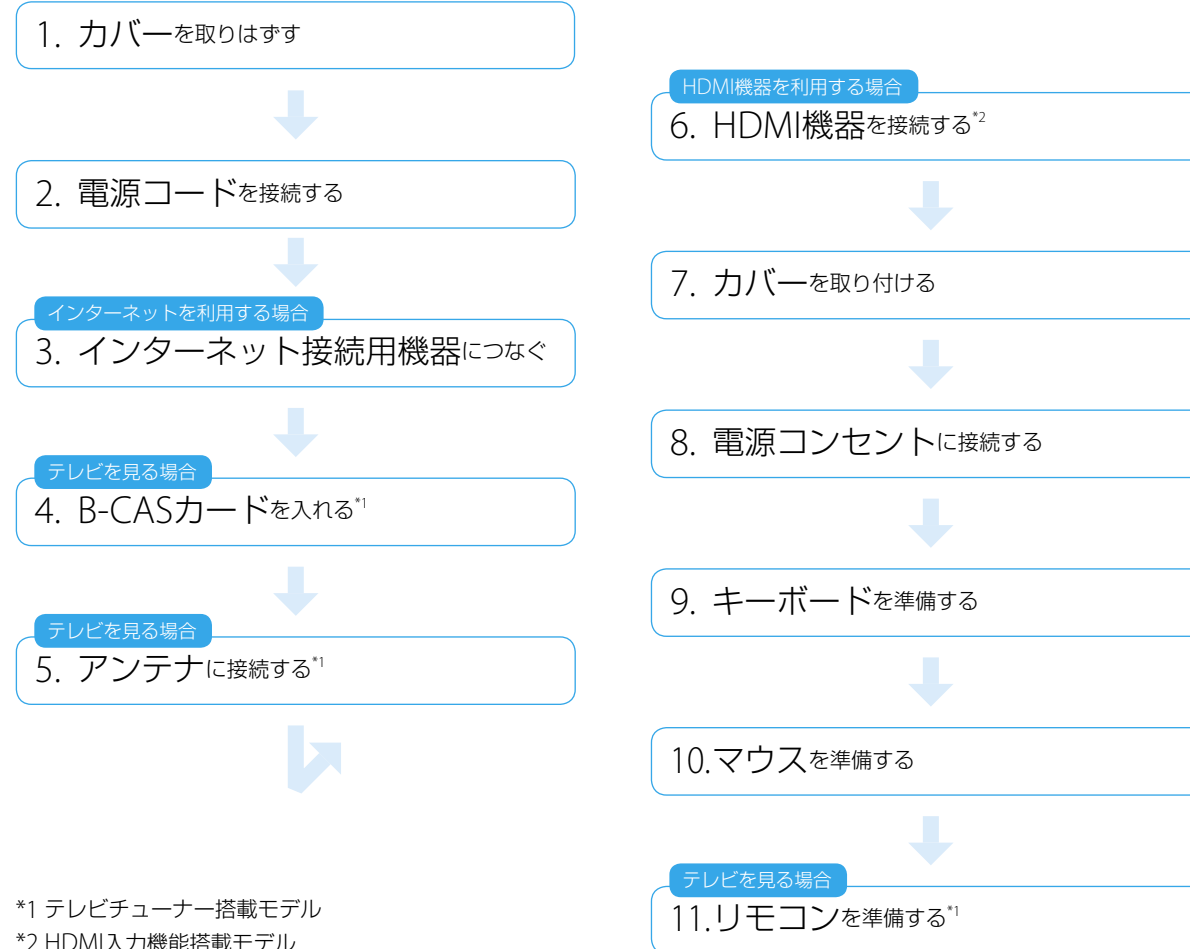 1. カバーを取りはずす
2. 電源コードを接続する
インターネットを利用する場合
3. インターネット接続用機器につなぐ
テレビを見る場合
4. B-CASカードを入れる*1
テレビを見る場合
5. アンテナに接続する*1
*1 テレビチューナー搭載モデル
*2 HDMI入力機能搭載モデル
HDMI機器を利用する場合
6. HDMI機器を接続する*2
7. カバーを取り付ける
8. 電源コンセントに接続する
9. キーボードを準備する
10.マウスを準備する
テレビを見る場合
11.リモコンを準備する*1